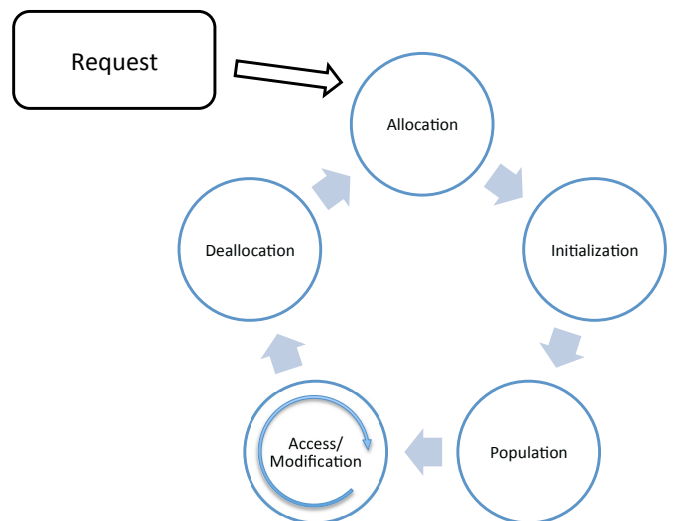 Request
Allocation
Deallocation
Initialization
Access/
Modification
Population